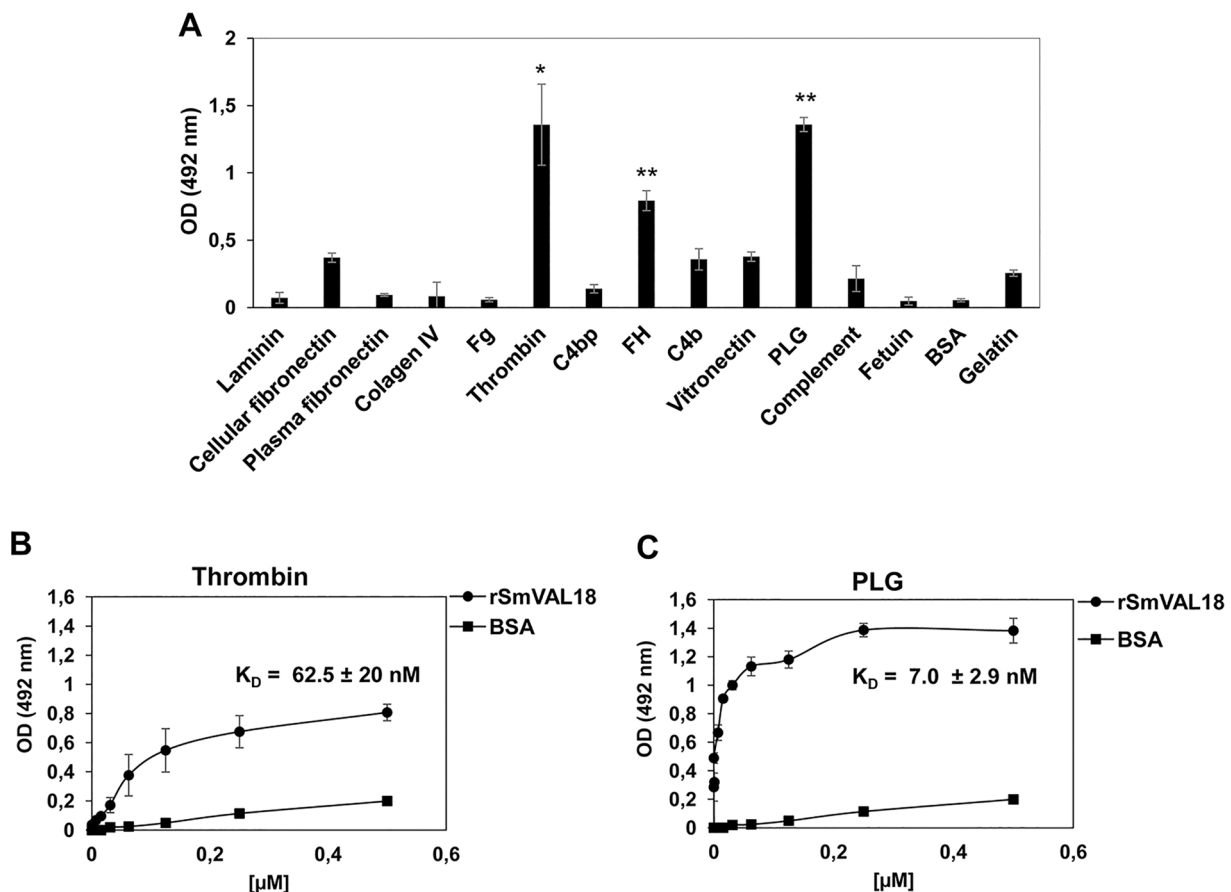 A
2
1,5
1
0,5
0
OD (492 nm)
*
**
**
Laminin
Cellular fibronectin
Plasma fibronectin
Colagen IV
Fg
Thrombin
C4bp
FH
C4b
Vitronectin
PLG
Complement
Fetuin
BSA
Gelatin
B
Thrombin
rSmVAL18
BSA
1,6
1,4
1,2
1
0,8
0,6
0,4
0,2
0
OD (492 nm)
KD = 62.5 ± 20 nM
0
0,2
0,4
0,6
[µM]
C
PLG
rSmVAL18
BSA
1,6
1,4
1,2
1
0,8
0,6
0,4
0,2
0
OD (492 nm)
KD = 7.0 ± 2.9 nM
0
0,2
0,4
0,6
[µM]